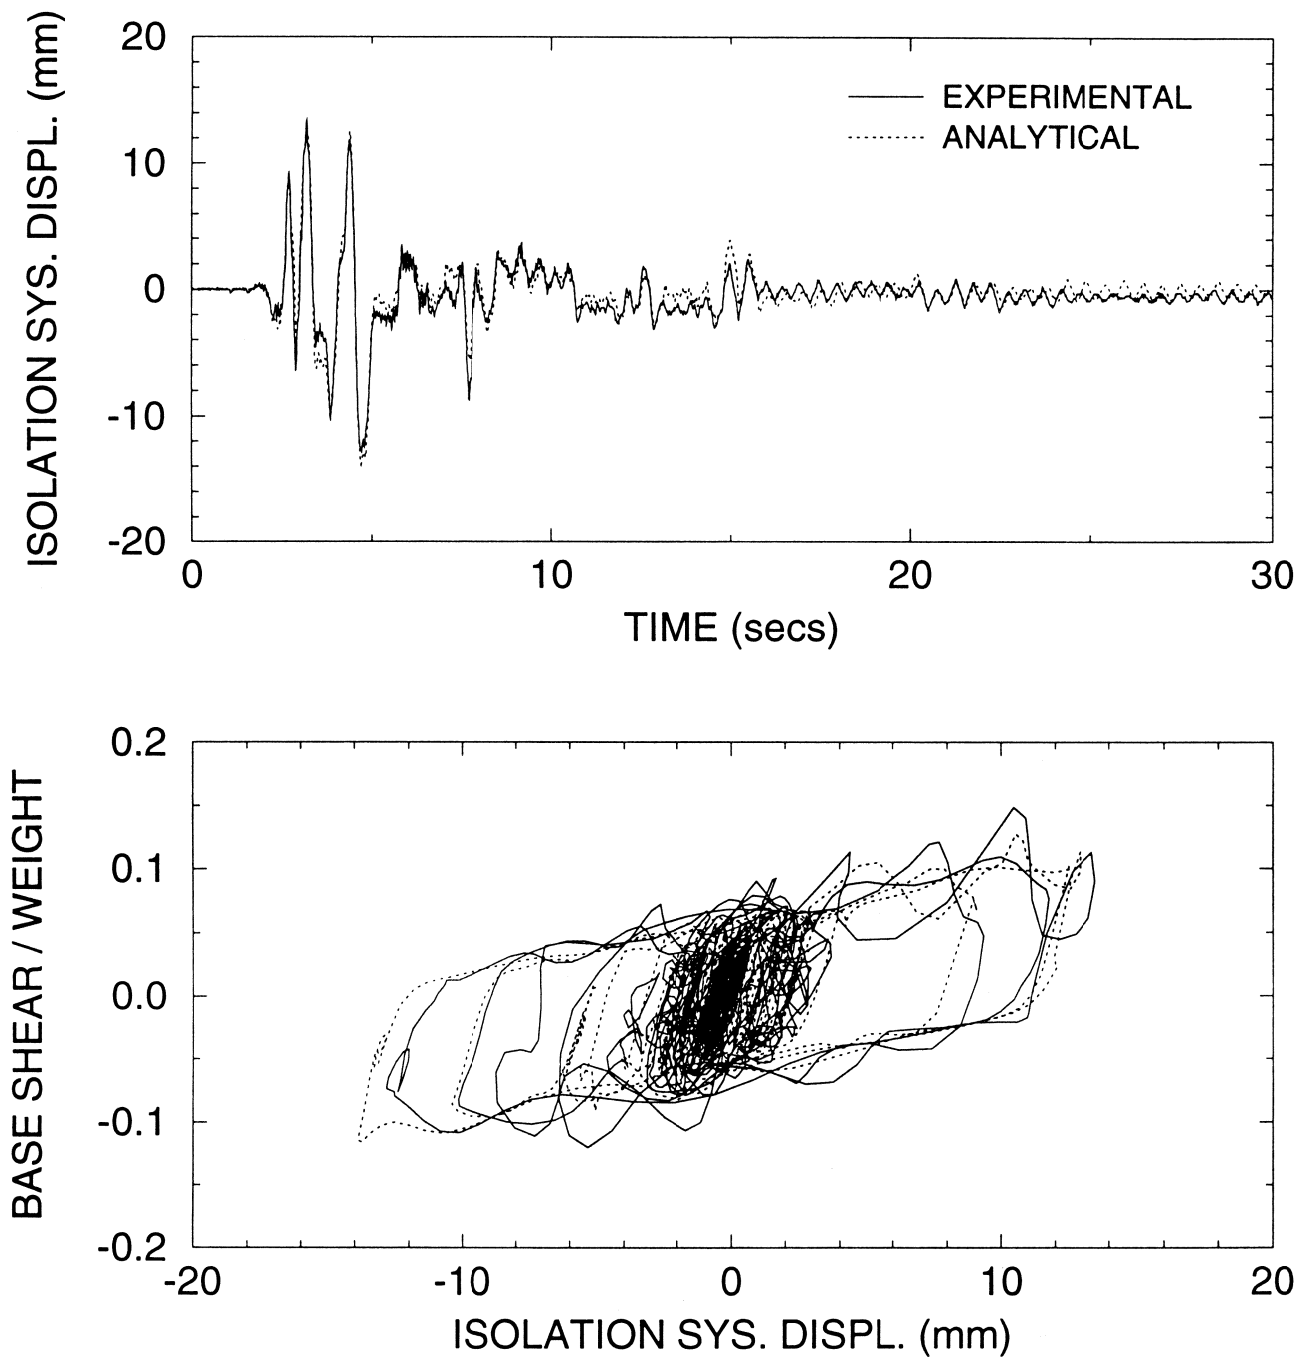 20
10
0
-10
-20
ISOLATION SYS. DISPL. (mm)
EXPERIMENTAL
ANALYTICAL
0 10 20 30
TIME (secs)
0.2
0.1
0.0
-0.1
-0.2
BASE SHEAR / WEIGHT
-20 -10 0 10 20
ISOLATION SYS. DISPL. (mm)